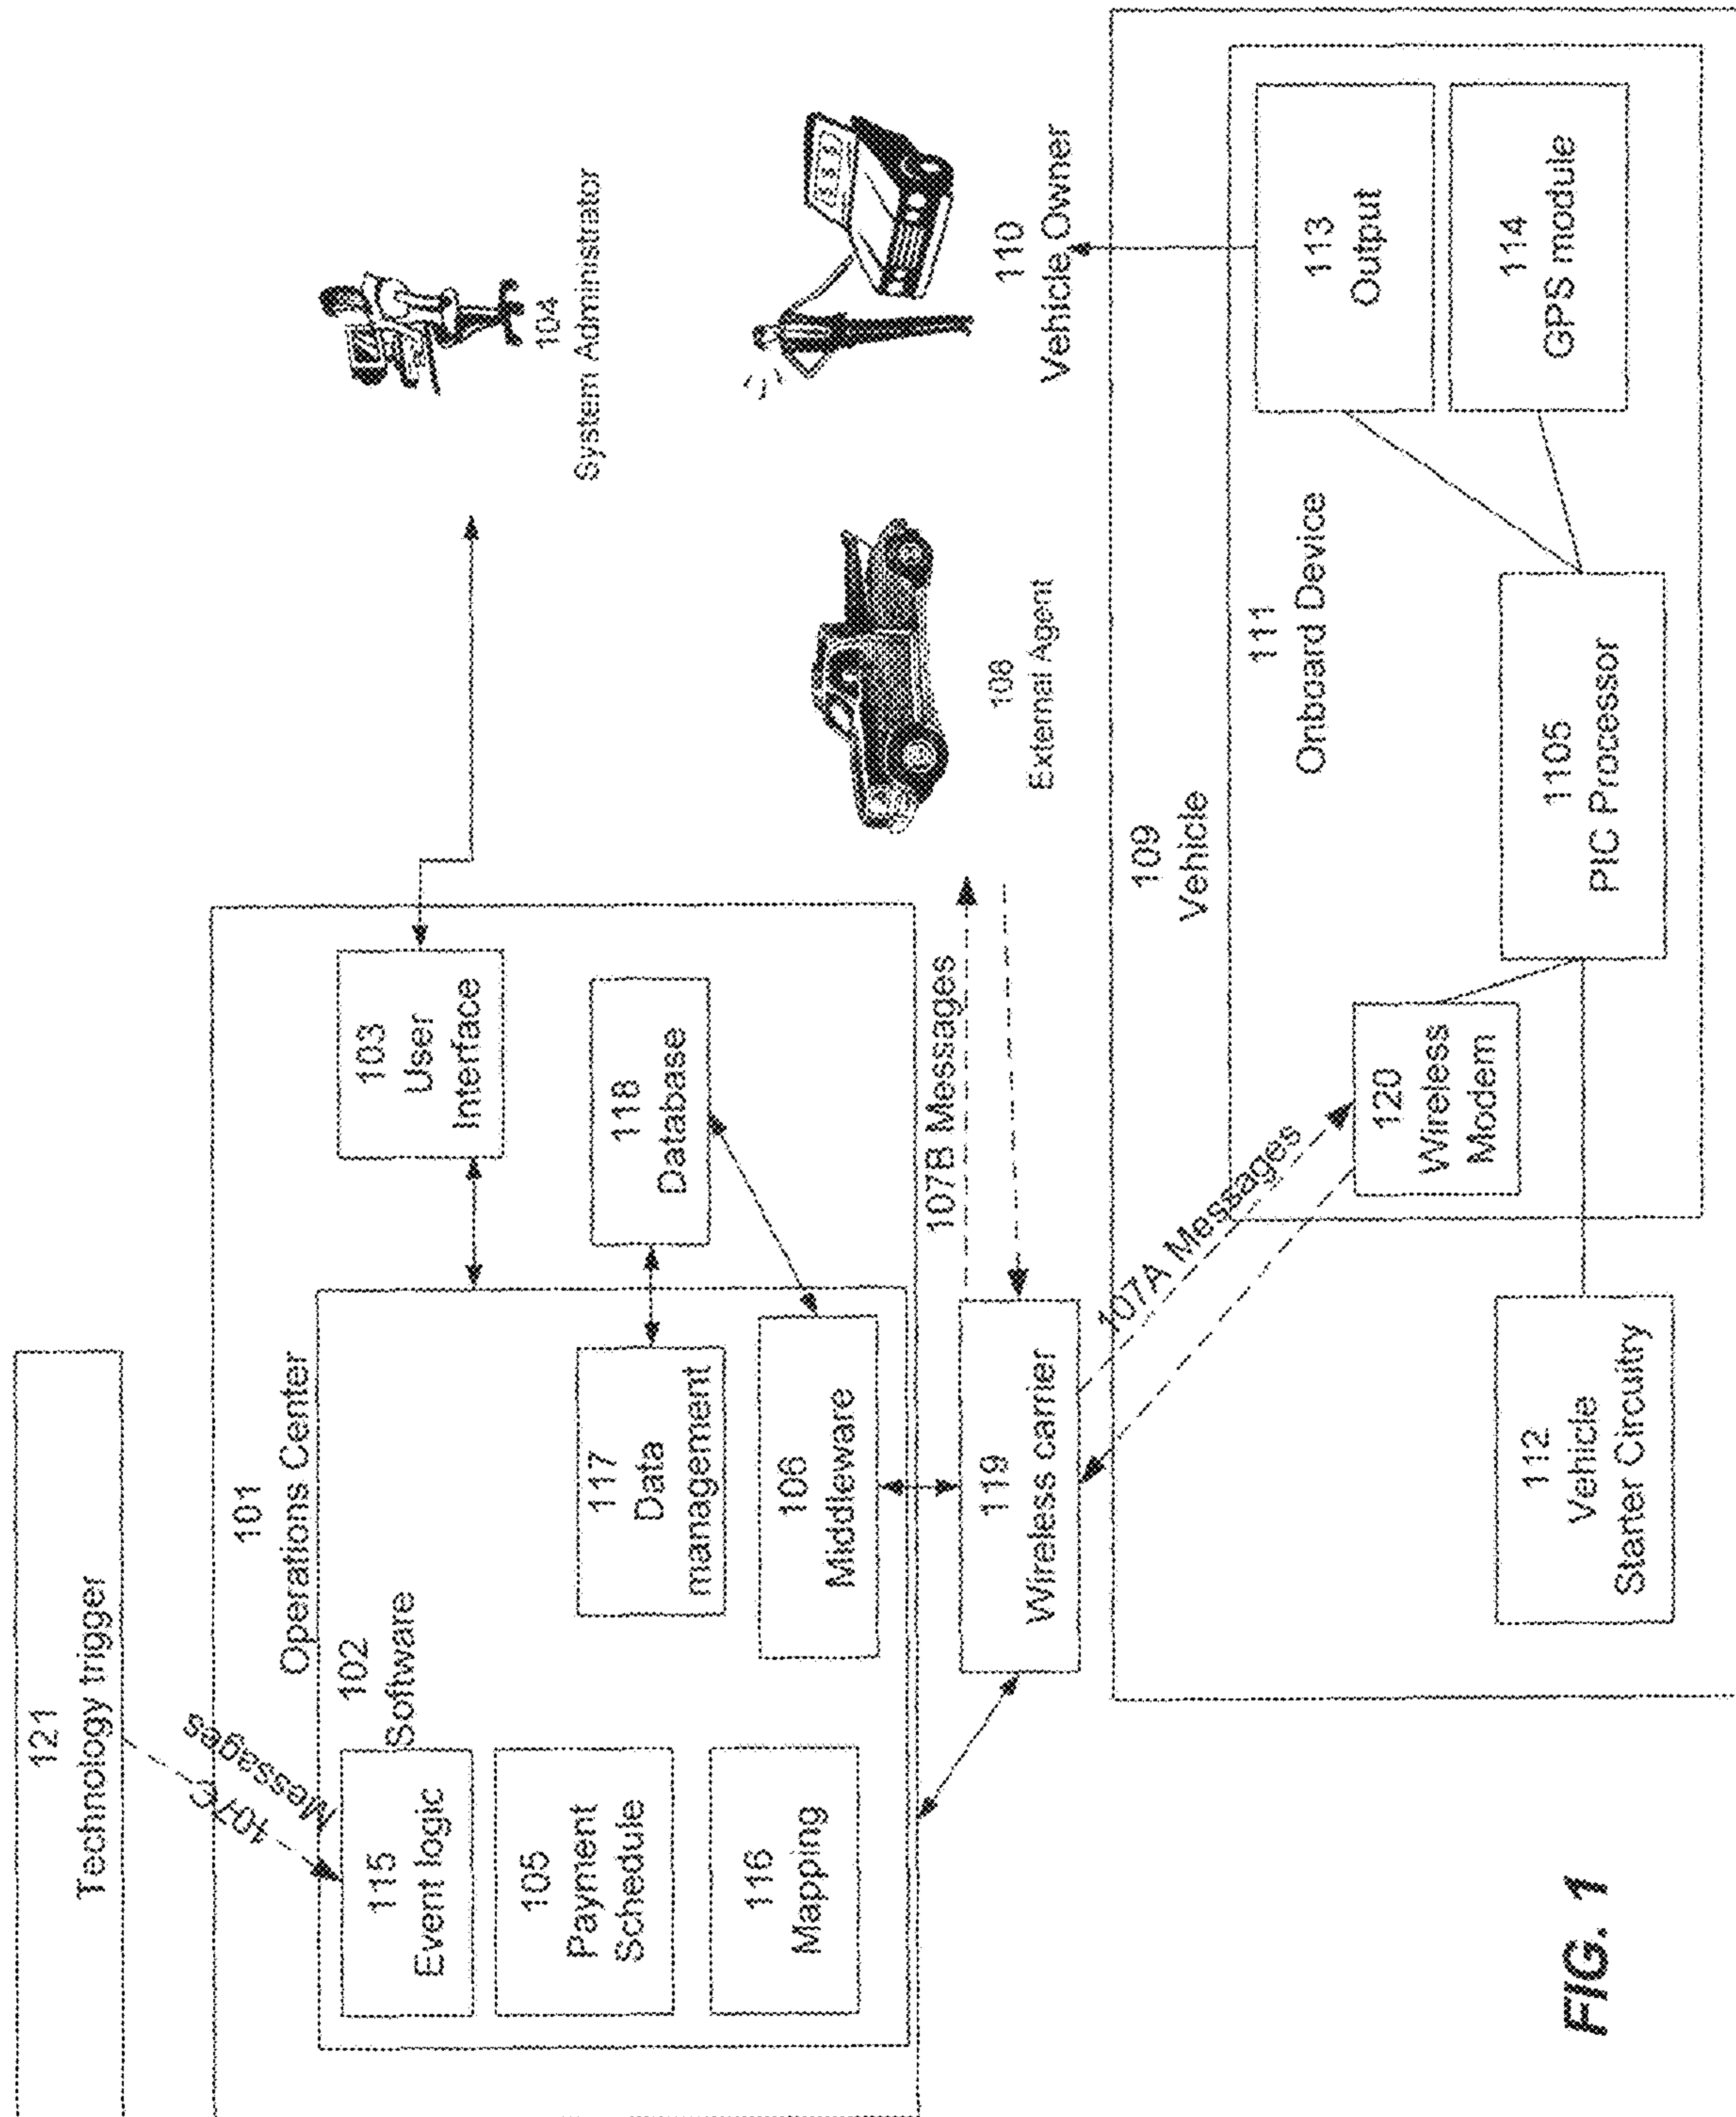 121
Technology trigger
107C Messages
101
Operations Center
102
Software
115
Event logic
105
Payment
Schedule
116
Mapping
117
Data
management
106
Middleware
103
User
Interface
118
Database
104
System Administrator
119
Wireless carrier
107B Messages
107A Messages
108
External Agent
110
Vehicle Owner
109
Vehicle
111
Onboard Device
112
Vehicle
Starter Circuitry
120
Wireless
Modem
1105
PIC Processor
113
Output
114
GPS module
FIG. 1